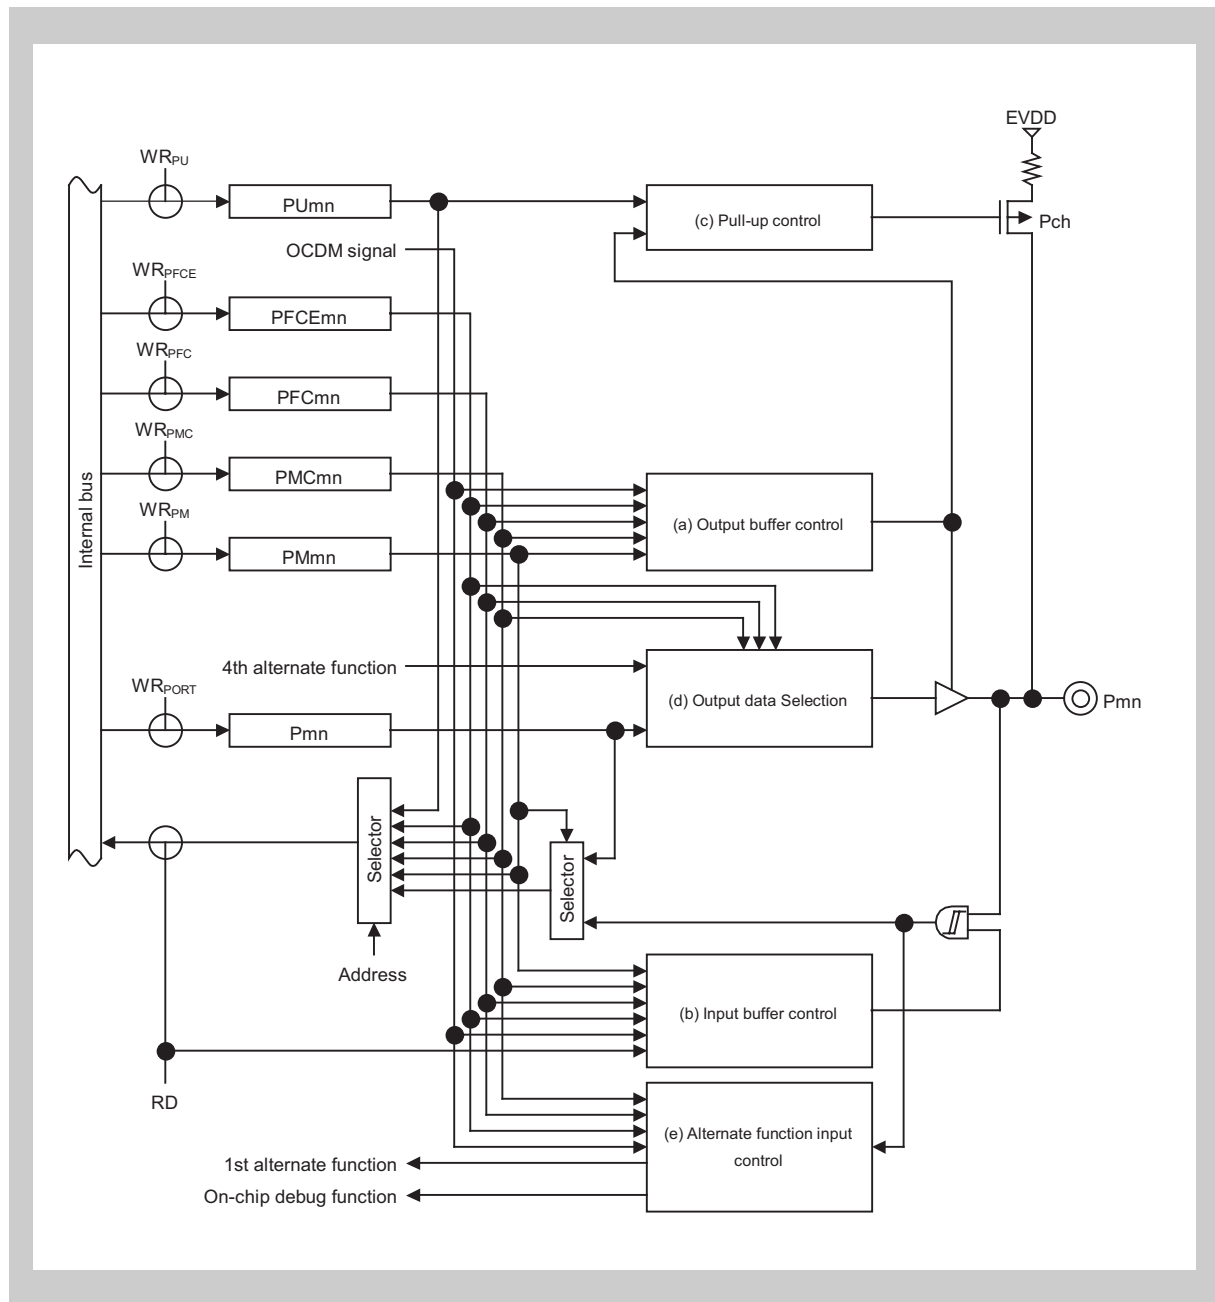 EVDD
WRPU
PUmn
(c) Pull-up control
Pch
OCDM signal
WRPFCE
PFCEmn
WRPFC
PFCmn
WRPMC
PMCmn
Internal bus
WRPM
(a) Output buffer control
PMmn
4th alternate function
WRPORT
(d) Output data Selection
Pmn
Pmn
Selector
Selector
Address
(b) Input buffer control
RD
(e) Alternate function input
control
1st alternate function
On-chip debug function